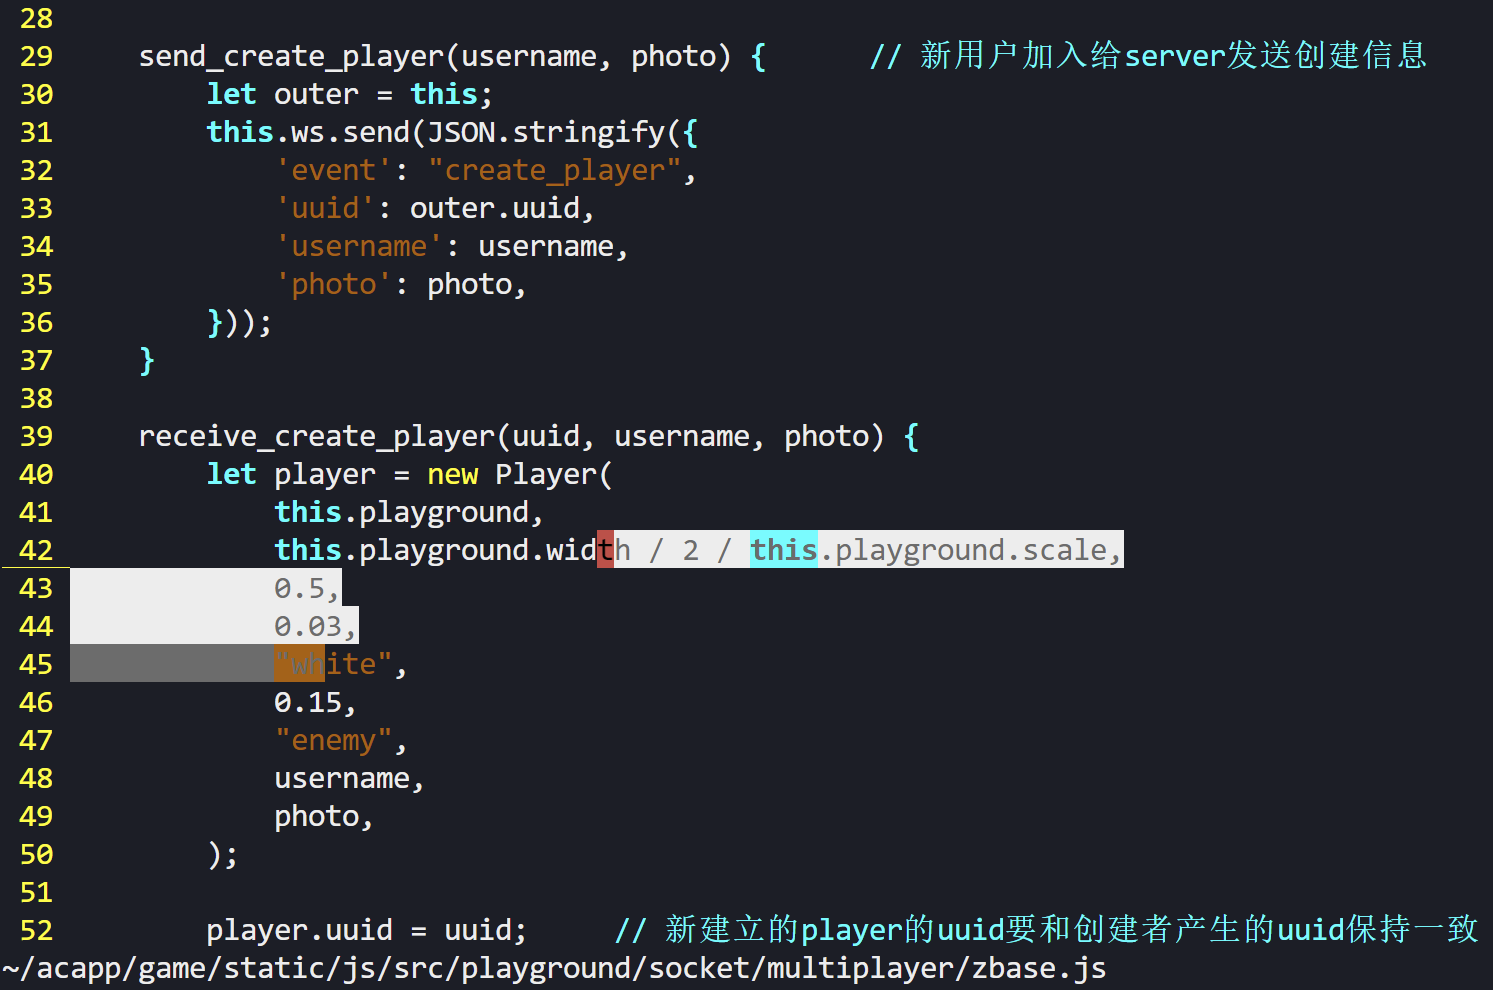 28
29     send_create_player(username, photo) {      // 新用户加入给server发送创建信息
30         let outer = this;
31         this.ws.send(JSON.stringify({
32             'event': "create_player",
33             'uuid': outer.uuid,
34             'username': username,
35             'photo': photo,
36         }));
37     }
38
39     receive_create_player(uuid, username, photo) {
40         let player = new Player(
41             this.playground,
42             this.playground.width / 2 / this.playground.scale,
43             0.5,
44             0.03,
45             "white",
46             0.15,
47             "enemy",
48             username,
49             photo,
50         );
51
52         player.uuid = uuid;     // 新建立的player的uuid要和创建者产生的uuid保持一致
~/acapp/game/static/js/src/playground/socket/multiplayer/zbase.js